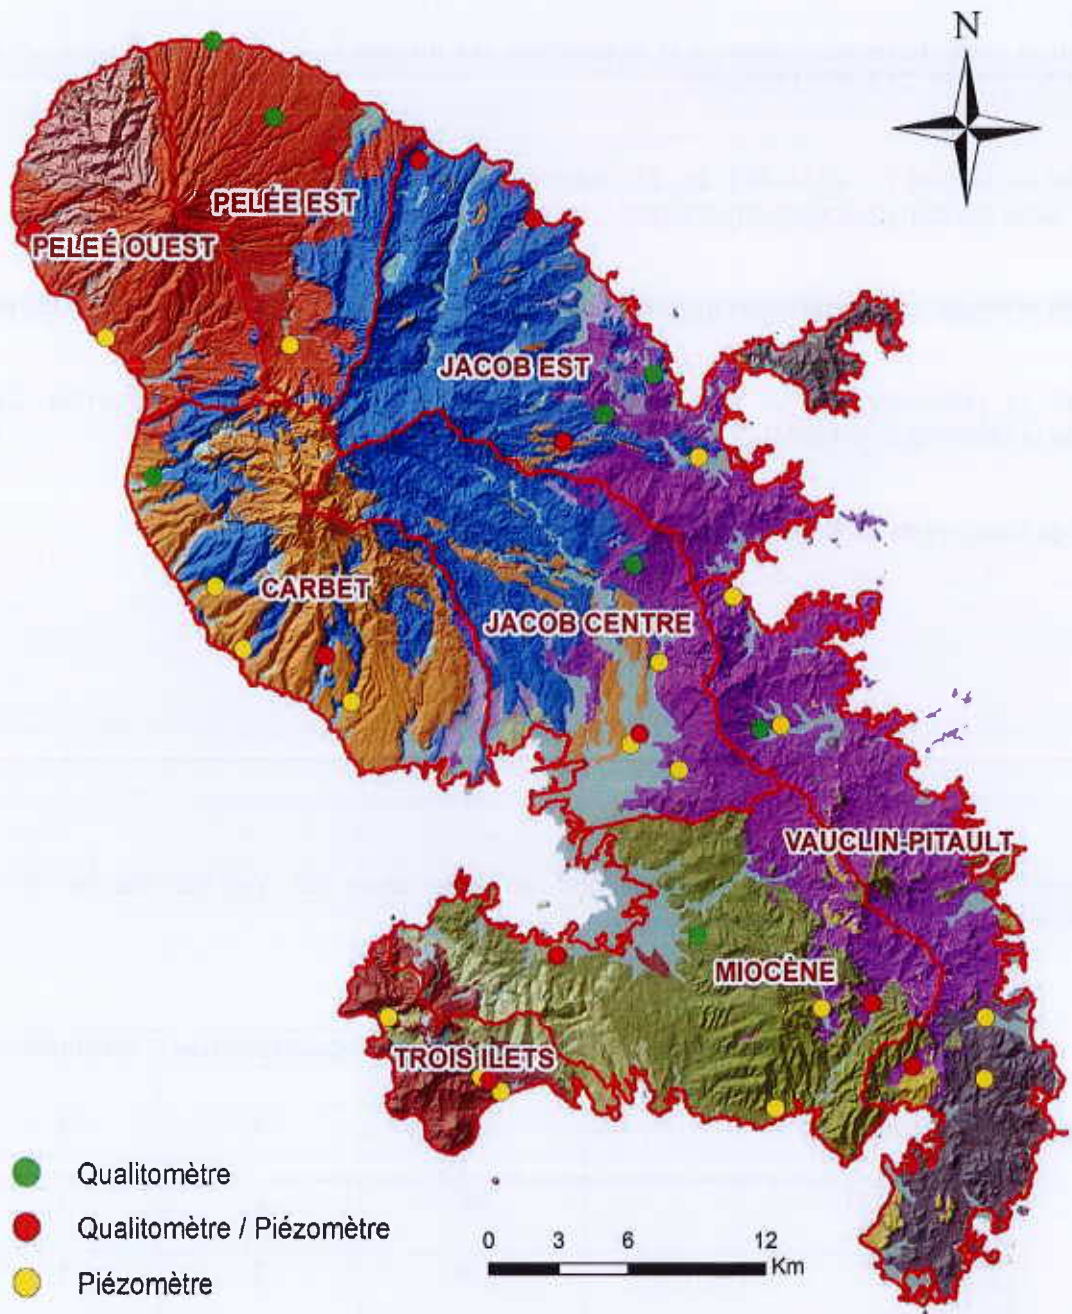 N
PELÉE EST
PELEÉ OUEST
JACOB EST
CARBET
JACOB CENTRE
VAUCLIN-PITAULT
MIOCÈNE
TROIS ILETS
Qualitomètre
Qualitomètre / Piézomètre
Piézomètre
0 3 6 12
Km